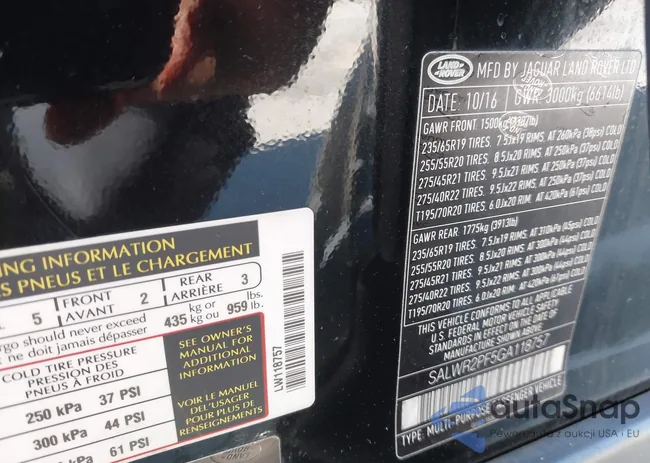 NG INFORMATION
S PNEUS ET LE CHARGEMENT
L 5 FRONT AVANT 2 REAR ARRIÈRE 3
rgo should never exceed 435 kg or 959 lbs.
ne doit jamais dépasser kg ou lb.
COLD TIRE PRESSURE
PRESSION DES
PNEUS À FROID
250 kPa 37 PSI
300 kPa 44 PSI
61 PSI
SEE OWNER'S
MANUAL FOR
ADDITIONAL
INFORMATION
VOIR LE MANUEL
DE L'USAGER
POUR PLUS DE
RENSEIGNEMENTS
LW118757
LAND ROVER
MFD BY JAGUAR LAND ROVER LTD
DATE: 10/16 GWR: 3000kg (6614lb)
GAWR FRONT 1500kg
235/65R19 TIRES. 7.5Jx19 RIMS. AT 260kPa (38psi) COLD
255/55R20 TIRES. 8.5Jx20 RIMS. AT 250kPa (37psi) COLD
275/45R21 TIRES. 9.5Jx21 RIMS. AT 250kPa (37psi) COLD
275/40R22 TIRES. 9.5Jx22 RIMS. AT 250kPa (37psi) COLD
T195/70R20 TIRES. 6.0Jx20 RIM. AT 420kPa (61psi) COLD
GAWR REAR: 1775kg (3913lb)
235/65R19 TIRES. 7.5Jx19 RIMS. AT 310kPa (45psi) COLD
255/55R20 TIRES. 8.5Jx20 RIMS. AT 300kPa (44psi) COLD
275/45R21 TIRES. 9.5Jx21 RIMS. AT 300kPa (44psi) COLD
275/40R22 TIRES. 9.5Jx22 RIMS. AT 300kPa (44psi) COLD
T195/70R20 TIRES. 6.0Jx20 RIM. AT 420kPa (61psi) COLD
THIS VEHICLE CONFORMS TO ALL APPLICABLE
U.S. FEDERAL MOTOR VEHICLE SAFETY
STANDARDS IN EFFECT ON THE DATE
OF MANUFACTURE SHOWN ABOVE.
SALWR2PF5GA118757
TYPE: MULTI-PURPOSE PASSENGER VEHICLE
autaSnap
Pewna auta z aukcji USA i EU